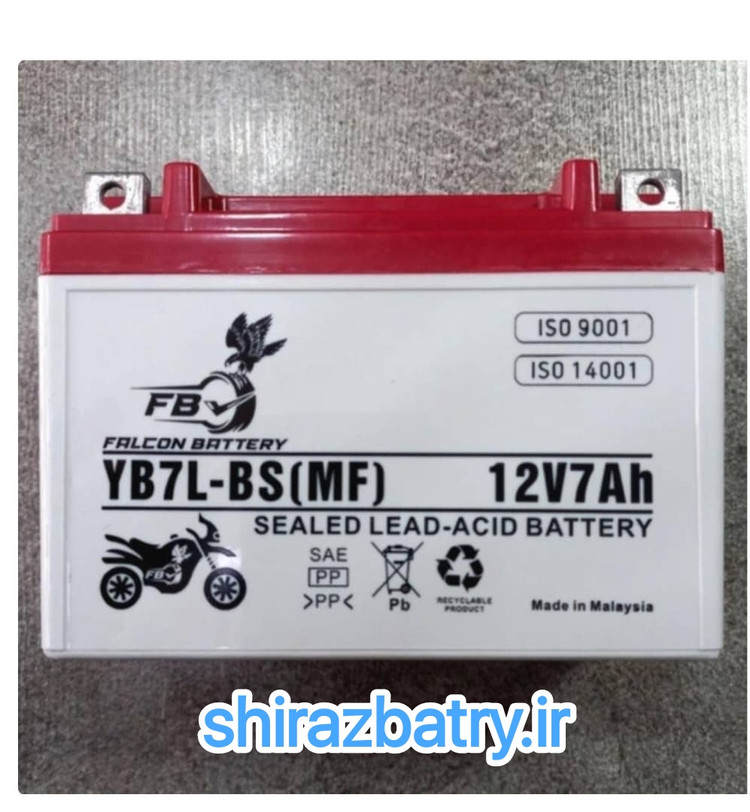 ISO 9001
ISO 14001
FB
FALCON BATTERY
YB7L-BS(MF) 12V7Ah
SEALED LEAD-ACID BATTERY
FB
SAE
PP
>PP<
Pb
RECYCLABLE
PRODUCT
Made in Malaysia
shirazbatry.ir